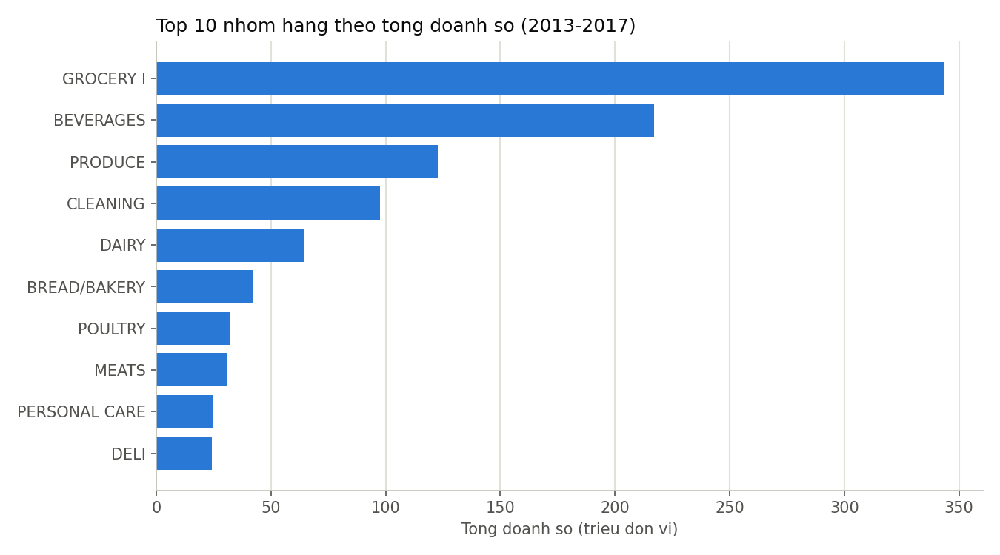 Top 10 nhom hang theo tong doanh so (2013-2017)
GROCERY I
BEVERAGES
PRODUCE
CLEANING
DAIRY
BREAD/BAKERY
POULTRY
MEATS
PERSONAL CARE
DELI
0 50 100 150 200 250 300 350
Tong doanh so (trieu don vi)